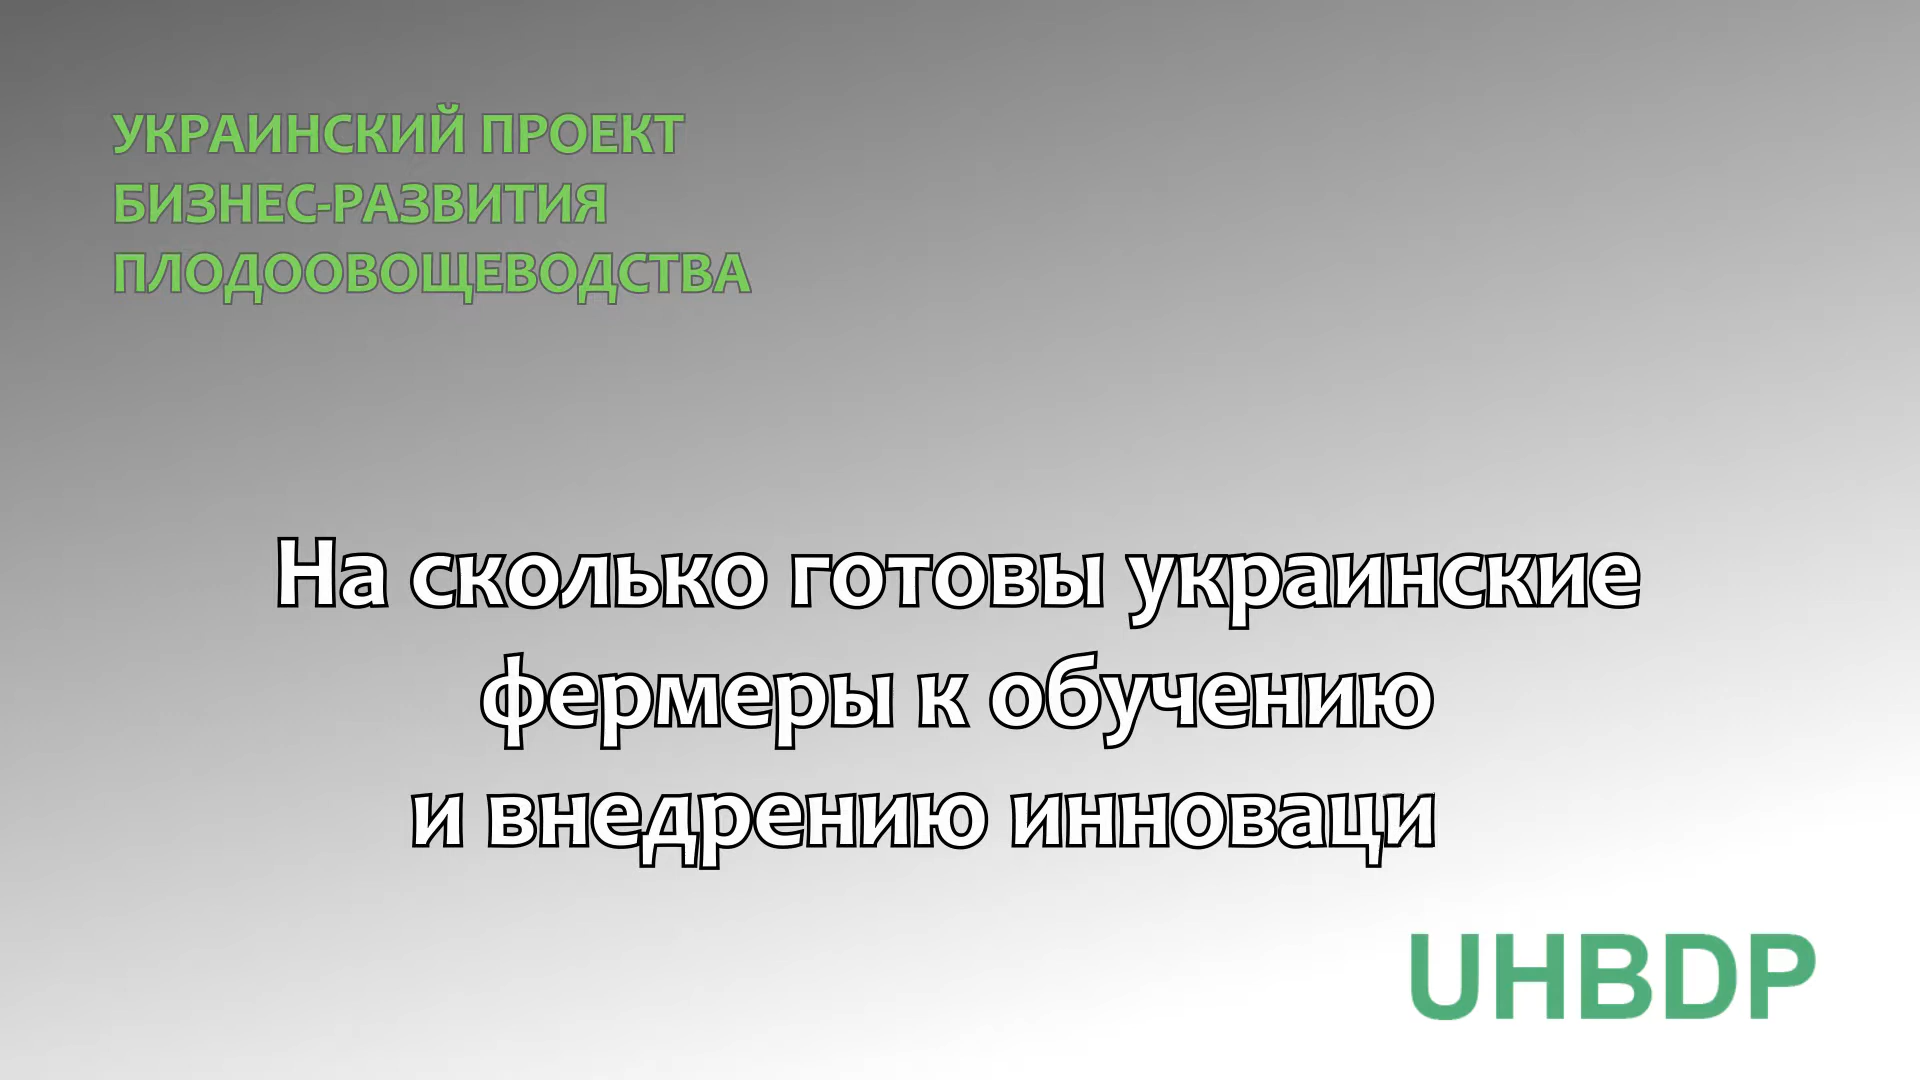 УКРАИНСКИЙ ПРОЕКТ
БИЗНЕС-РАЗВИТИЯ
ПЛОДООВОЩЕВОДСТВА
На сколько готовы украинские
фермеры к обучению
и внедрению инноваци
UHBDP